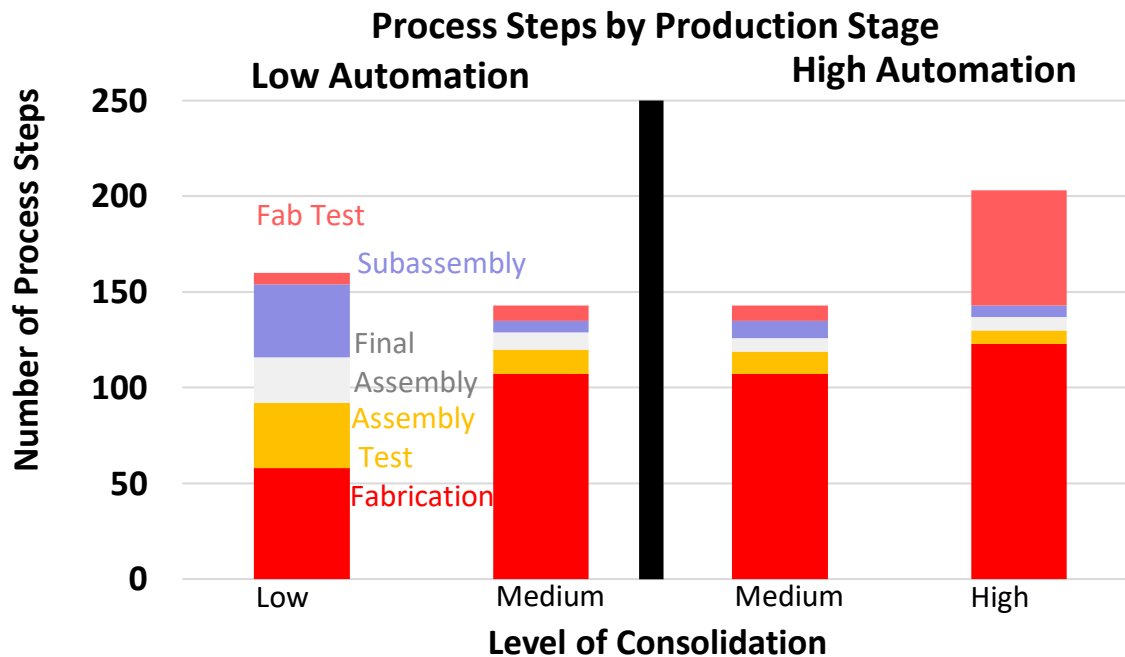 Process Steps by Production Stage
Low Automation
High Automation
Number of Process Steps
250
200
150
100
50
0
Fab Test
Subassembly
Final
Assembly
Assembly
Test
Fabrication
Low
Medium
Medium
High
Level of Consolidation